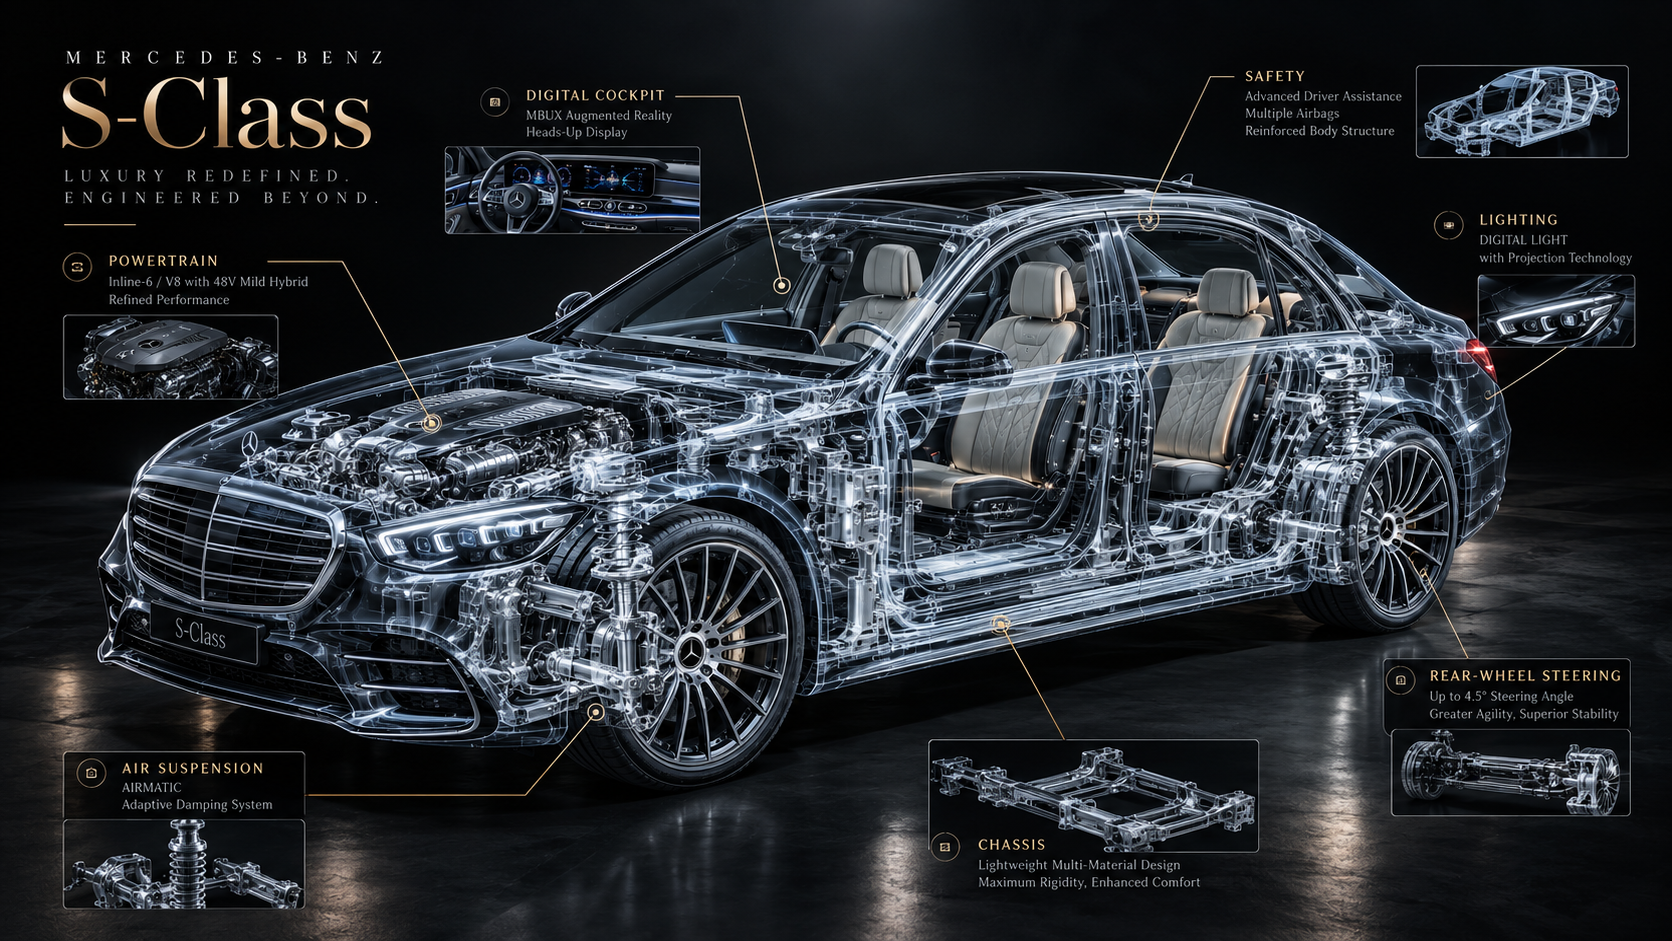 MERCEDES-BENZ
S-Class
LUXURY REDEFINED.
ENGINEERED BEYOND.
DIGITAL COCKPIT
MBUX Augmented Reality
Heads-Up Display
SAFETY
Advanced Driver Assistance
Multiple Airbags
Reinforced Body Structure
LIGHTING
DIGITAL LIGHT
with Projection Technology
POWERTRAIN
Inline-6 / V8 with 48V Mild Hybrid
Refined Performance
S-Class
REAR-WHEEL STEERING
Up to 4.5° Steering Angle
Greater Agility, Superior Stability
AIR SUSPENSION
AIRMATIC
Adaptive Damping System
CHASSIS
Lightweight Multi-Material Design
Maximum Rigidity, Enhanced Comfort